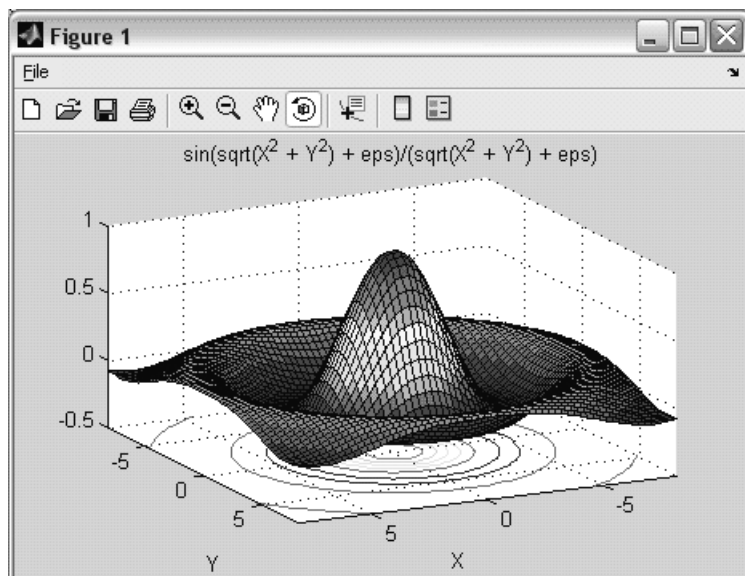 Figure 1
File
sin(sqrt(X² + Y²) + eps)/(sqrt(X² + Y²) + eps)
1
0.5
0
-0.5
-5
0
5
Y
5
0
-5
X